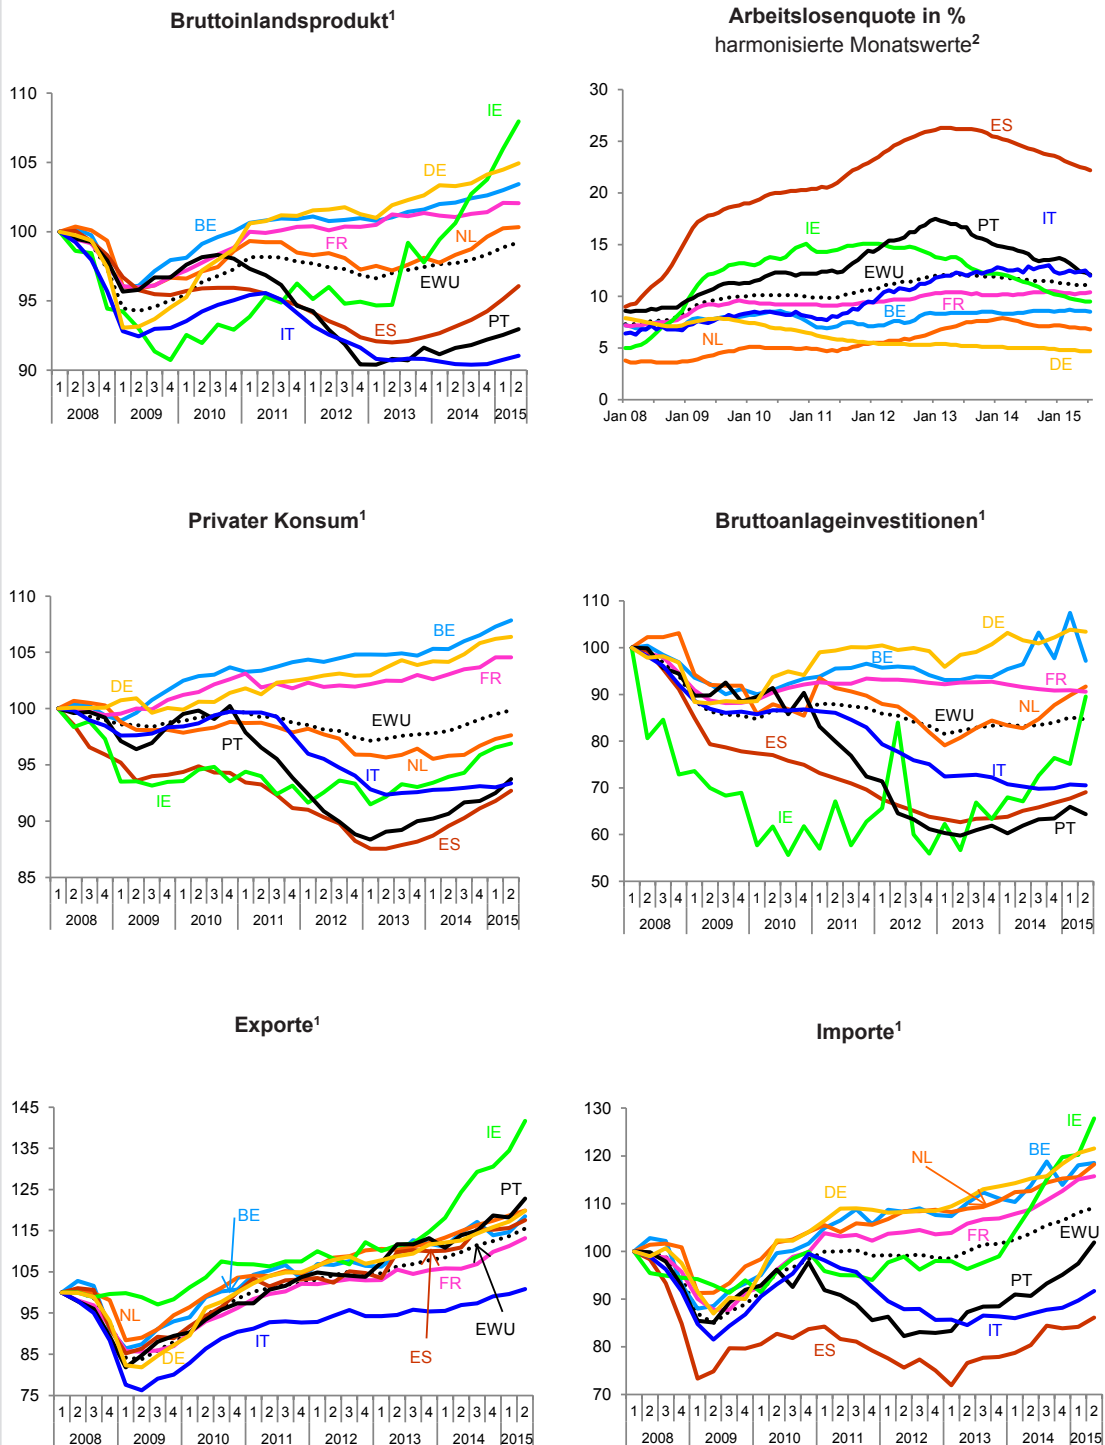 Bruttoinlandsprodukt¹
110
105
100
95
90
IE
DE
BE
FR
NL
EWU
ES
PT
IT
1 2 3 4 1 2 3 4 1 2 3 4 1 2 3 4 1 2 3 4 1 2 3 4 1 2 3 4 1 2
2008 2009 2010 2011 2012 2013 2014 2015
Arbeitslosenquote in %
harmonisierte Monatswerte²
30
25
20
15
10
5
0
ES
PT
IT
IE
EWU
FR
BE
NL
DE
Jan 08 Jan 09 Jan 10 Jan 11 Jan 12 Jan 13 Jan 14 Jan 15
Privater Konsum¹
110
105
100
95
90
85
BE
DE
FR
EWU
PT
NL
IT
IE
ES
1 2 3 4 1 2 3 4 1 2 3 4 1 2 3 4 1 2 3 4 1 2 3 4 1 2 3 4 1 2
2008 2009 2010 2011 2012 2013 2014 2015
Bruttoanlageinvestitionen¹
110
100
90
80
70
60
50
DE
BE
FR
NL
EWU
ES
IT
IE
PT
1 2 3 4 1 2 3 4 1 2 3 4 1 2 3 4 1 2 3 4 1 2 3 4 1 2 3 4 1 2
2008 2009 2010 2011 2012 2013 2014 2015
Exporte¹
145
135
125
115
105
95
85
75
IE
PT
BE
NL
FR
EWU
IT
DE
ES
1 2 3 4 1 2 3 4 1 2 3 4 1 2 3 4 1 2 3 4 1 2 3 4 1 2 3 4 1 2
2008 2009 2010 2011 2012 2013 2014 2015
Importe¹
130
120
110
100
90
80
70
IE
BE
NL
DE
FR
EWU
PT
IT
ES
1 2 3 4 1 2 3 4 1 2 3 4 1 2 3 4 1 2 3 4 1 2 3 4 1 2 3 4 1 2
2008 2009 2010 2011 2012 2013 2014 2015